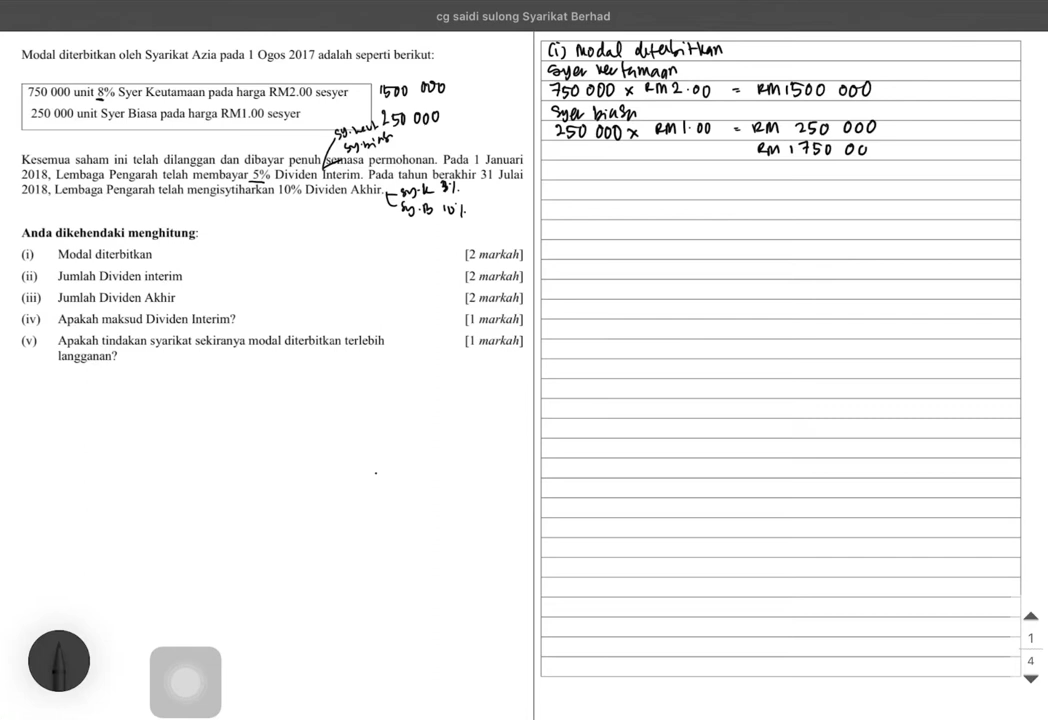 cg saidi sulong Syarikat Berhad
Modal diterbitkan oleh Syarikat Azia pada 1 Ogos 2017 adalah seperti berikut:
750 000 unit 8% Syer Keutamaan pada harga RM2.00 sesyer
1500 000
250 000 unit Syer Biasa pada harga RM1.00 sesyer
250 000
sy.keut
sy.biasa
Kesemua saham ini telah dilanggan dan dibayar penuh semasa permohonan. Pada 1 Januari
2018, Lembaga Pengarah telah membayar 5% Dividen Interim. Pada tahun berakhir 31 Julai
2018, Lembaga Pengarah telah mengisytiharkan 10% Dividen Akhir.
sy.k 3%.
sy.B 10%.
Anda dikehendaki menghitung:
(i) Modal diterbitkan [2 markah]
(ii) Jumlah Dividen interim [2 markah]
(iii) Jumlah Dividen Akhir [2 markah]
(iv) Apakah maksud Dividen Interim? [1 markah]
(v) Apakah tindakan syarikat sekiranya modal diterbitkan terlebih [1 markah]
langganan?
(i) Modal diterbitkan
Syer keutamaan
750 000 x RM2.00 = RM1500 000
Syer biasa
250 000 x RM1.00 = RM 250 000
RM 1750 00
1
4